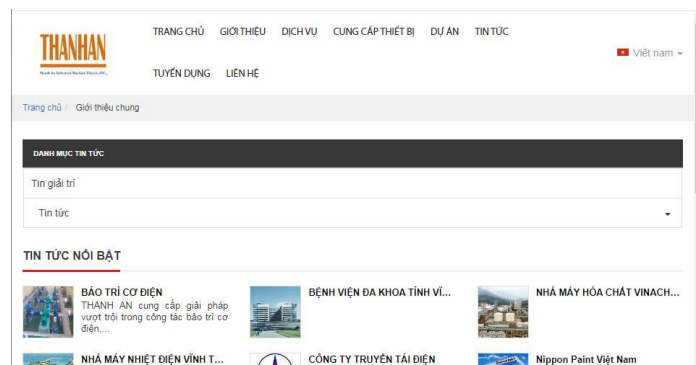 THANHAN
TRANG CHỦ GIỚI THIỆU DỊCH VỤ CUNG CẤP THIẾT BỊ DỰ ÁN TIN TỨC
TUYỂN DỤNG LIÊN HỆ
Việt nam
Trang chủ / Giới thiệu chung
DANH MỤC TIN TỨC
Tin giải trí
Tin tức
TIN TỨC NỔI BẬT
BẢO TRÌ CƠ ĐIỆN
THANH AN cung cấp giải pháp
vượt trội trong công tác bảo trì cơ
điện,...
BỆNH VIỆN ĐA KHOA TỈNH VĨ...
NHÀ MÁY HÓA CHẤT VINACH...
NHÀ MÁY NHIỆT ĐIỆN VĨNH T...
CÔNG TY TRUYỀN TẢI ĐIỆN
Nippon Paint Việt Nam